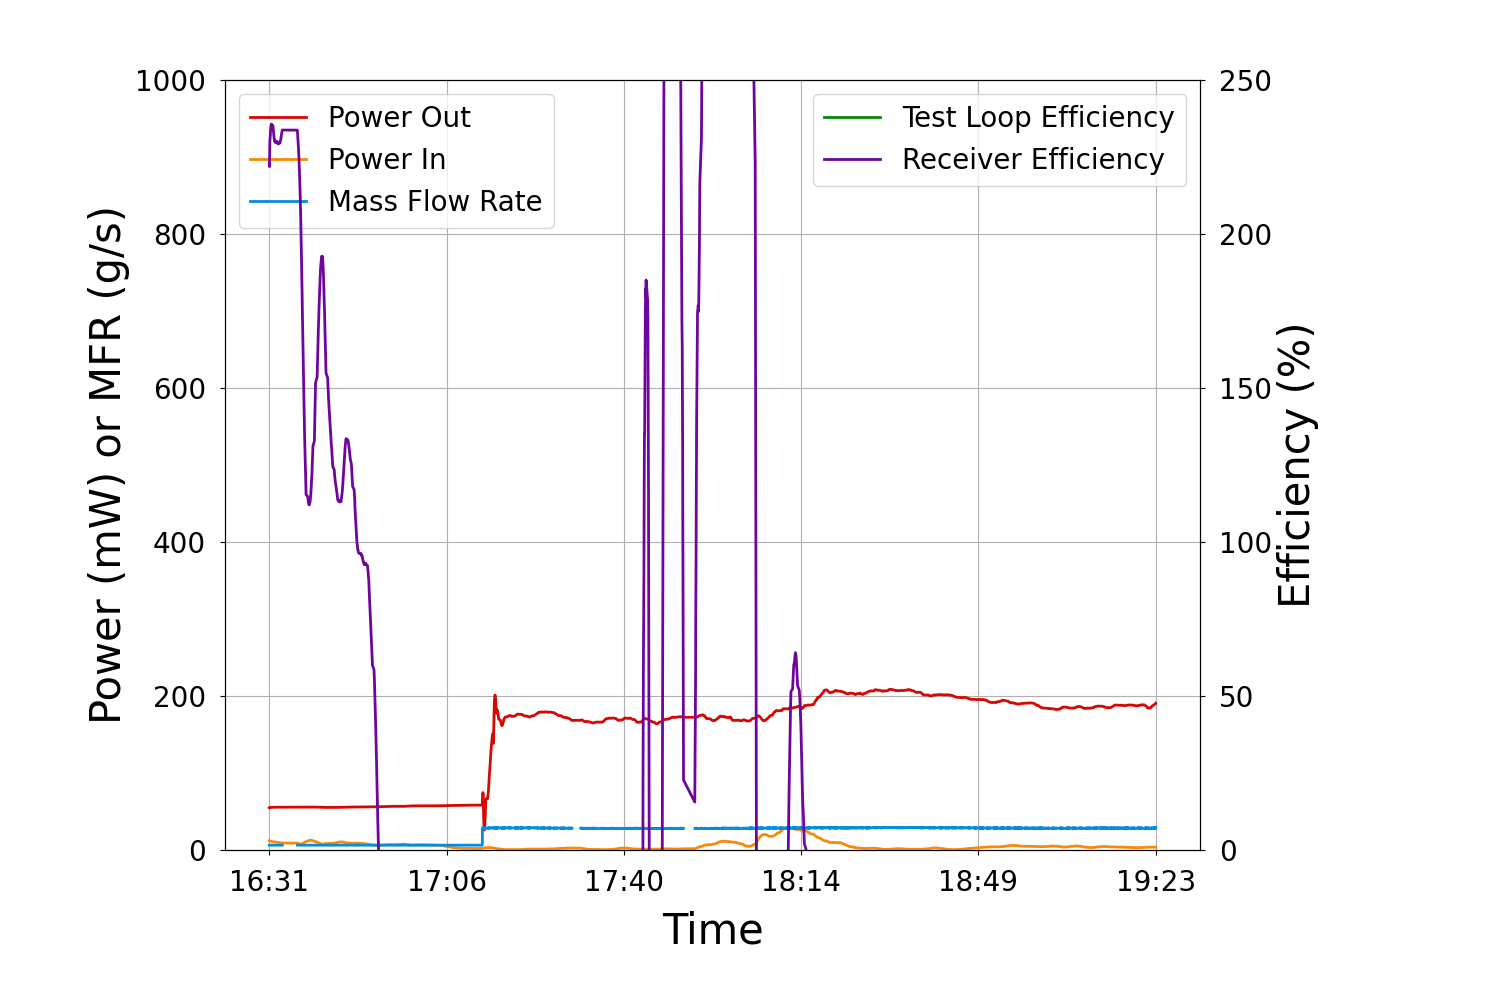 1000
800
600
400
200
0
Power (mW) or MFR (g/s)
Power Out
Power In
Mass Flow Rate
Test Loop Efficiency
Receiver Efficiency
250
200
150
100
50
0
Efficiency (%)
16:31 17:06 17:40 18:14 18:49 19:23
Time